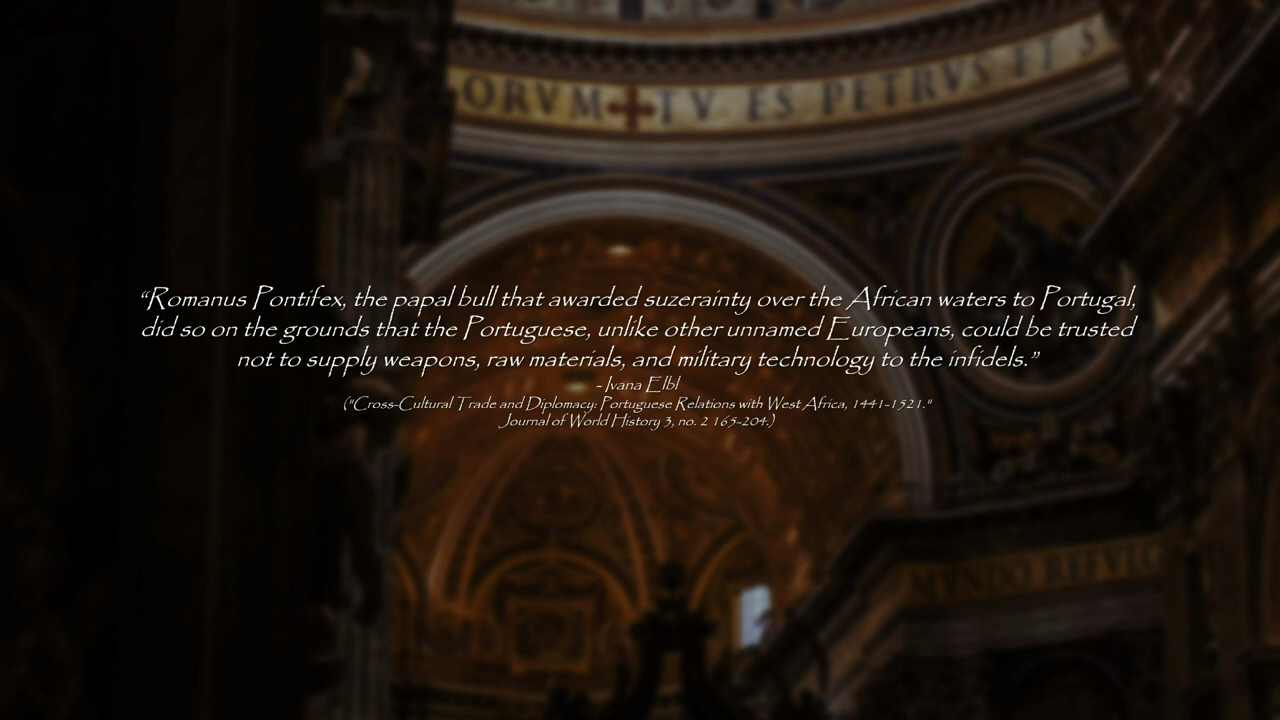 ORVM ✝ TV ES PETRVS ET S
“Romanus Pontifex, the papal bull that awarded suzerainty over the African waters to Portugal,
did so on the grounds that the Portuguese, unlike other unnamed Europeans, could be trusted
not to supply weapons, raw materials, and military technology to the infidels.”
- Ivana Elbl
("Cross-Cultural Trade and Diplomacy: Portuguese Relations with West Africa, 1441-1521."
Journal of World History 3, no. 2 165-204.)
MVNDO REFVLG